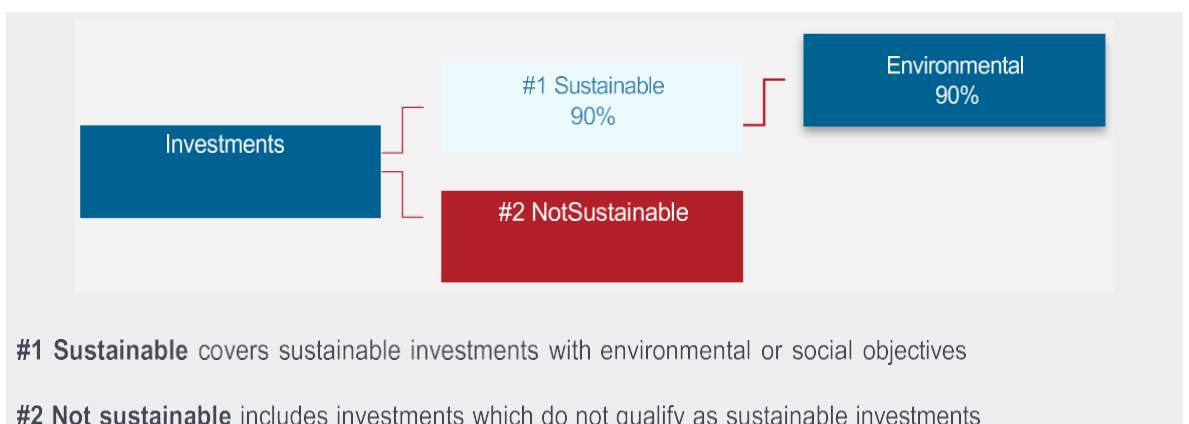 Environmental
90%
#1 Sustainable
90%
Investments
#2 NotSustainable
#1 Sustainable covers sustainable investments with environmental or social objectives
#2 Not sustainable includes investments which do not qualify as sustainable investments